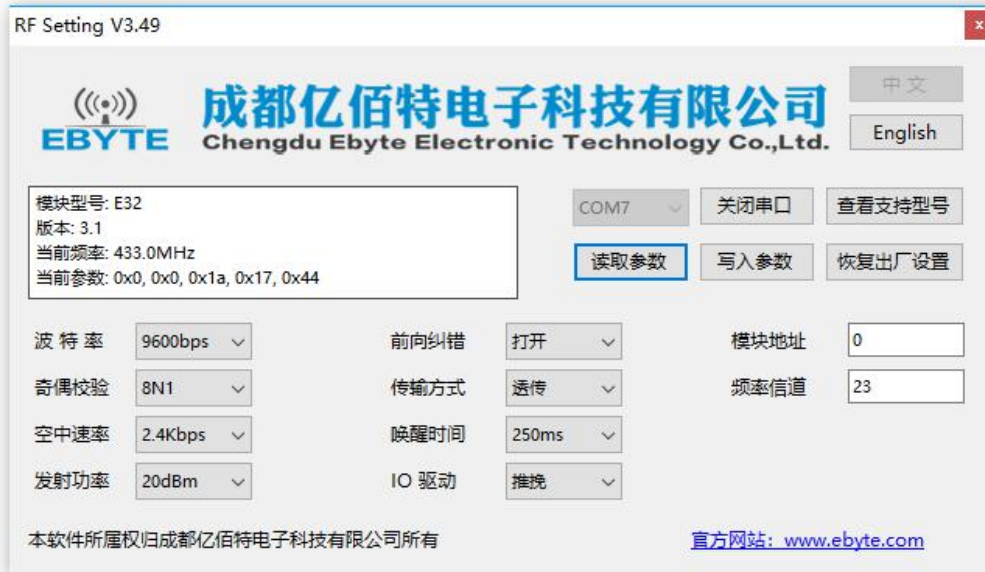 RF Setting V3.49
x
EBYTE
成都亿佰特电子科技有限公司
Chengdu Ebyte Electronic Technology Co.,Ltd.
中文
English
模块型号: E32
版本: 3.1
当前频率: 433.0MHz
当前参数: 0x0, 0x0, 0x1a, 0x17, 0x44
COM7 关闭串口 查看支持型号
读取参数 写入参数 恢复出厂设置
波特率 9600bps 前向纠错 打开 模块地址 0
奇偶校验 8N1 传输方式 透传 频率信道 23
空中速率 2.4Kbps 唤醒时间 250ms
发射功率 20dBm IO 驱动 推挽
本软件所属权归成都亿佰特电子科技有限公司所有 官方网站：www.ebyte.com